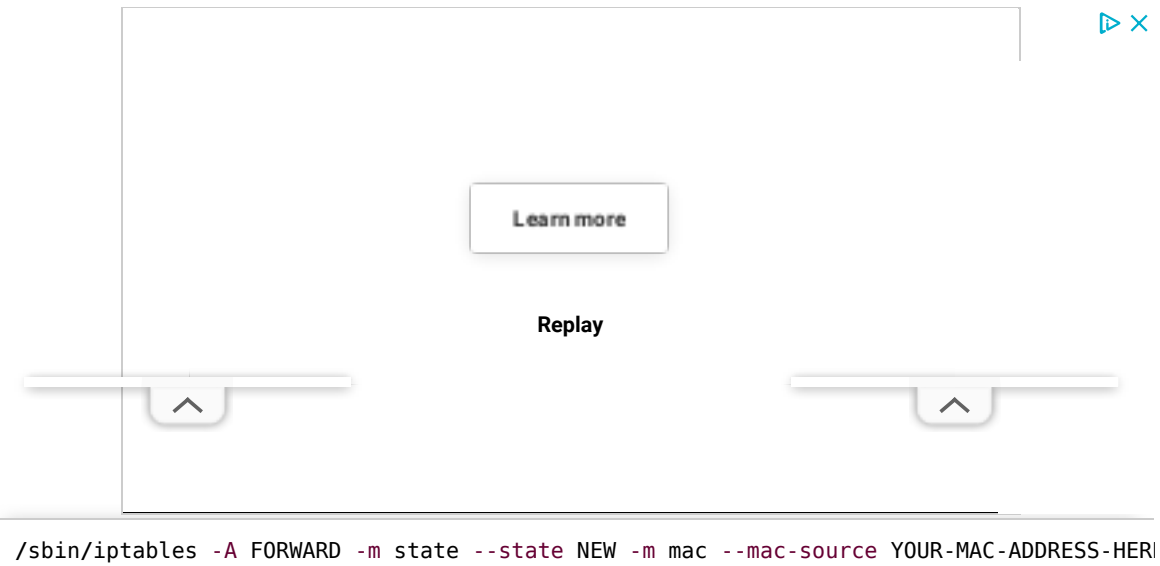 Learn more
Replay
/sbin/iptables -A FORWARD -m state --state NEW -m mac --mac-source YOUR-MAC-ADDRESS-HER